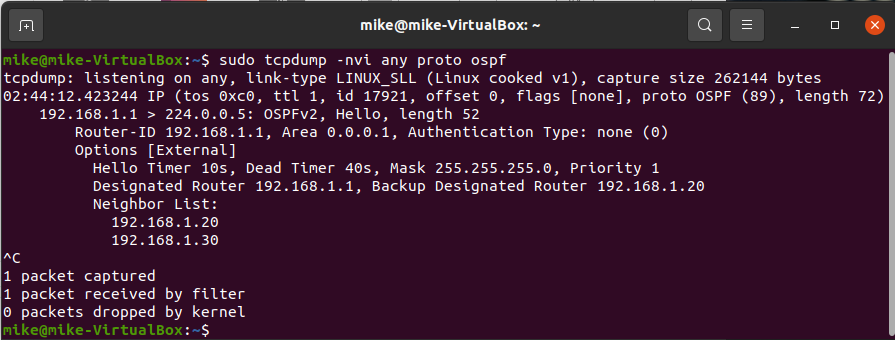 mike@mike-VirtualBox: ~
mike@mike-VirtualBox:~$ sudo tcpdump -nvi any proto ospf
tcpdump: listening on any, link-type LINUX_SLL (Linux cooked v1), capture size 262144 bytes
02:44:12.423244 IP (tos 0xc0, ttl 1, id 17921, offset 0, flags [none], proto OSPF (89), length 72)
    192.168.1.1 > 224.0.0.5: OSPFv2, Hello, length 52
        Router-ID 192.168.1.1, Area 0.0.0.1, Authentication Type: none (0)
        Options [External]
          Hello Timer 10s, Dead Timer 40s, Mask 255.255.255.0, Priority 1
          Designated Router 192.168.1.1, Backup Designated Router 192.168.1.20
          Neighbor List:
            192.168.1.20
            192.168.1.30
^C
1 packet captured
1 packet received by filter
0 packets dropped by kernel
mike@mike-VirtualBox:~$